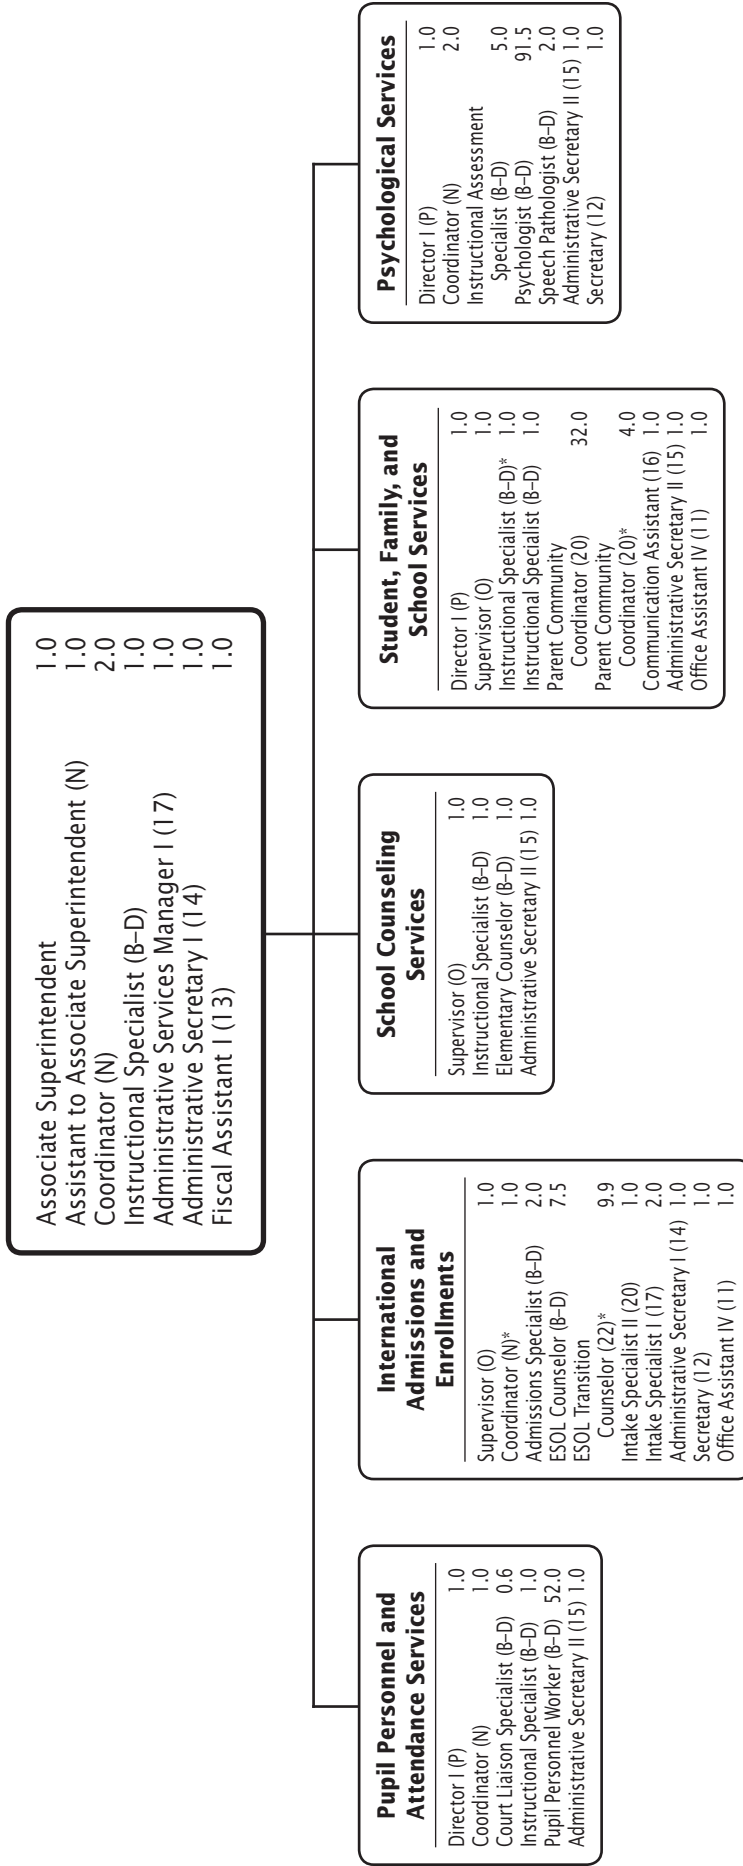 Associate Superintendent 1.0
Assistant to Associate Superintendent (N) 1.0
Coordinator (N) 2.0
Instructional Specialist (B–D) 1.0
Administrative Services Manager I (17) 1.0
Administrative Secretary I (14) 1.0
Fiscal Assistant I (13) 1.0
Pupil Personnel and
Attendance Services
Director I (P) 1.0
Coordinator (N) 1.0
Court Liaison Specialist (B–D) 0.6
Instructional Specialist (B–D) 1.0
Pupil Personnel Worker (B–D) 52.0
Administrative Secretary II (15) 1.0
International
Admissions and
Enrollments
Supervisor (O) 1.0
Coordinator (N)* 1.0
Admissions Specialist (B–D) 2.0
ESOL Counselor (B–D) 7.5
ESOL Transition
Counselor (22)* 9.9
Intake Specialist II (20) 1.0
Intake Specialist I (17) 2.0
Administrative Secretary I (14) 1.0
Secretary (12) 1.0
Office Assistant IV (11) 1.0
School Counseling
Services
Supervisor (O) 1.0
Instructional Specialist (B–D) 1.0
Elementary Counselor (B–D) 1.0
Administrative Secretary II (15) 1.0
Student, Family, and
School Services
Director I (P) 1.0
Supervisor (O) 1.0
Instructional Specialist (B–D)* 1.0
Instructional Specialist (B–D) 1.0
Parent Community
Coordinator (20) 32.0
Parent Community
Coordinator (20)* 4.0
Communication Assistant (16) 1.0
Administrative Secretary II (15) 1.0
Office Assistant IV (11) 1.0
Psychological Services
Director I (P) 1.0
Coordinator (N) 2.0
Instructional Assessment
Specialist (B–D) 5.0
Psychologist (B–D) 91.5
Speech Pathologist (B–D) 2.0
Administrative Secretary II (15) 1.0
Secretary (12) 1.0